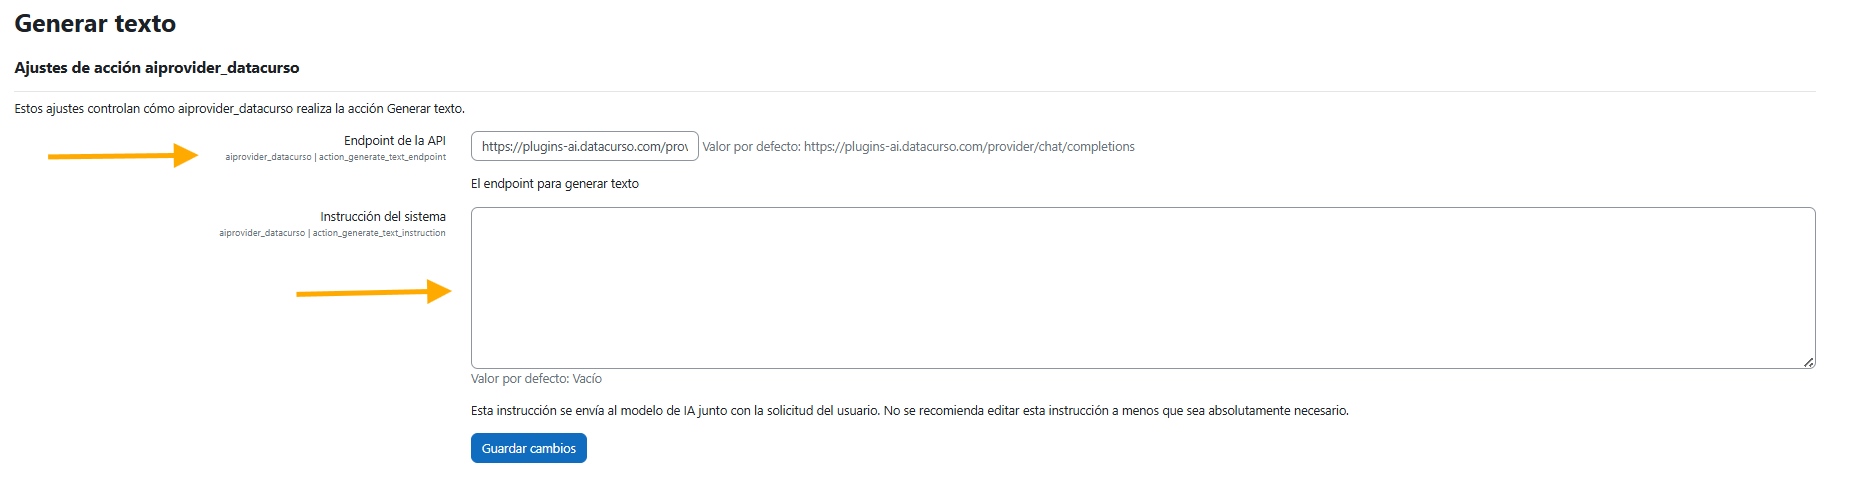 Generar texto
Ajustes de acción aiprovider_datacurso
Estos ajustes controlan cómo aiprovider_datacurso realiza la acción Generar texto.
Endpoint de la API
aiprovider_datacurso | action_generate_text_endpoint
https://plugins-ai.datacurso.com/prov
Valor por defecto: https://plugins-ai.datacurso.com/provider/chat/completions
El endpoint para generar texto
Instrucción del sistema
aiprovider_datacurso | action_generate_text_instruction
Valor por defecto: Vacío
Esta instrucción se envía al modelo de IA junto con la solicitud del usuario. No se recomienda editar esta instrucción a menos que sea absolutamente necesario.
Guardar cambios